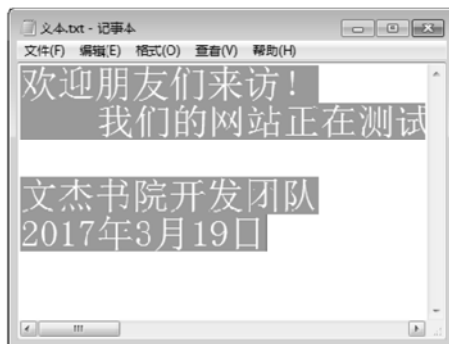 文本.txt - 记事本
文件(F) 编辑(E) 格式(O) 查看(V) 帮助(H)
欢迎朋友们来访！
我们的网站正在测试
文杰书院开发团队
2017年3月19日